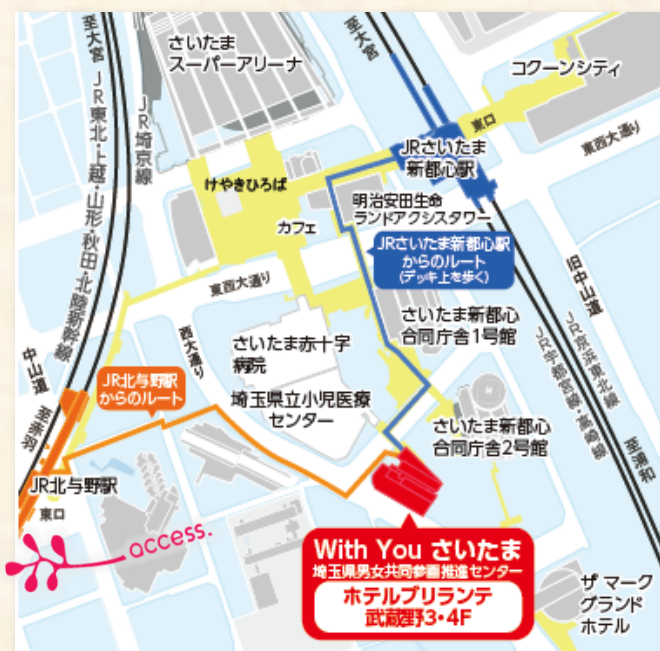 至大宮
JR東北・上越・山形・秋田・北陸新幹線
JR埼京線
さいたま
スーパーアリーナ
至大宮
コクーンシティ
東口
東西大通り
JRさいたま
新都心駅
けやきひろば
明治安田生命
ランドアクシスタワー
カフェ
JRさいたま新都心駅
からのルート
(デッキ上を歩く)
東西大通り
旧中山道
JR京浜東北線
JR宇都宮線・高崎線
至浦和
西大通り
さいたま赤十字
病院
さいたま新都心
合同庁舎1号館
中山道
至赤羽
JR北与野駅
からのルート
埼玉県立小児医療
センター
さいたま新都心
合同庁舎2号館
JR北与野駅
東口
access.
With You さいたま
埼玉県男女共同参画推進センター
ホテルブリランテ
武蔵野3・4F
ザ マーク
グランド
ホテル